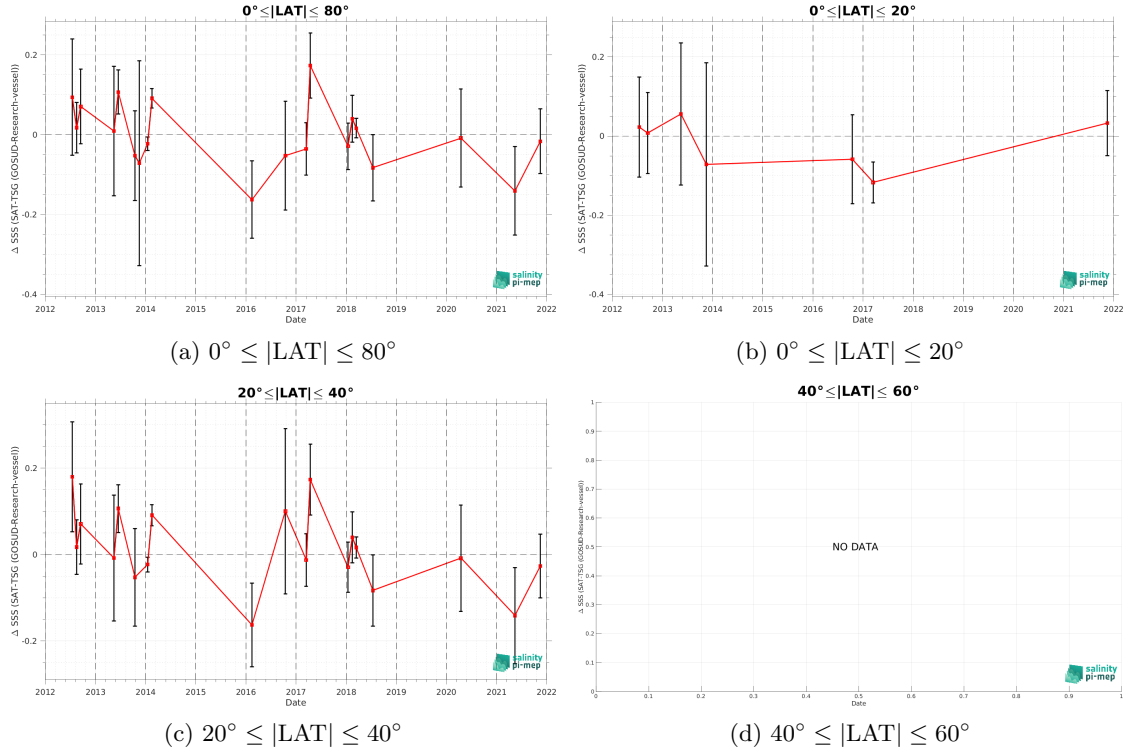 0°≤|LAT|≤ 80°
Δ SSS (SAT-TSG (GOSUD-Research-vessel))
0.2
0
-0.2
-0.4
2012 2013 2014 2015 2016 2017 2018 2019 2020 2021 2022
Date
salinity
pi-mep
(a) 0° ≤ |LAT| ≤ 80°
0°≤|LAT|≤ 20°
Δ SSS (SAT-TSG (GOSUD-Research-vessel))
0.2
0
-0.2
-0.4
2012 2013 2014 2015 2016 2017 2018 2019 2020 2021 2022
Date
salinity
pi-mep
(b) 0° ≤ |LAT| ≤ 20°
20°≤|LAT|≤ 40°
Δ SSS (SAT-TSG (GOSUD-Research-vessel))
0.2
0
-0.2
2012 2013 2014 2015 2016 2017 2018 2019 2020 2021 2022
Date
salinity
pi-mep
(c) 20° ≤ |LAT| ≤ 40°
40°≤|LAT|≤ 60°
Δ SSS (SAT-TSG (GOSUD-Research-vessel))
1
0.9
0.8
0.7
0.6
0.5
0.4
0.3
0.2
0.1
0
NO DATA
0 0.1 0.2 0.3 0.4 0.5 0.6 0.7 0.8 0.9 1
Date
salinity
pi-mep
(d) 40° ≤ |LAT| ≤ 60°